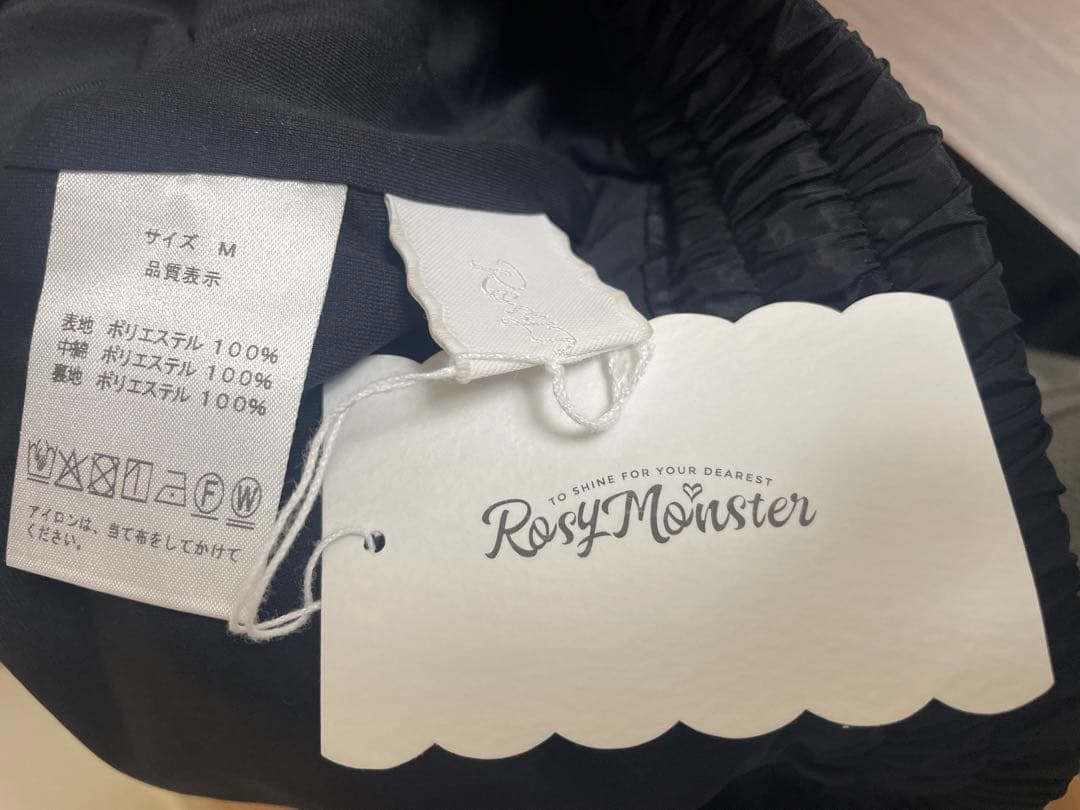 サイズ M
品質表示
表地 ポリエステル 100%
中綿 ポリエステル 100%
裏地 ポリエステル 100%
F W
アイロンは、当て布をしてかけて
ください。
TO SHINE FOR YOUR DEAREST
RosyMonster